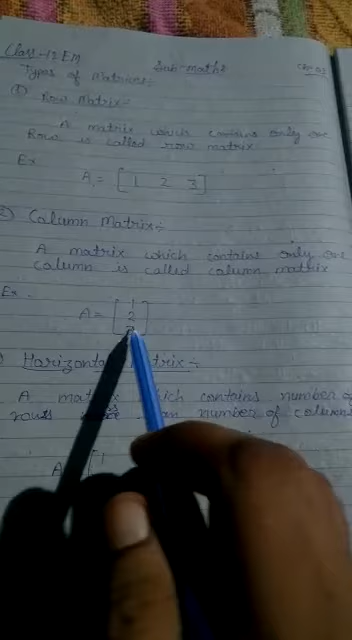 Class-12 EM
Sub-maths
Types of Matrices:-
① Row Matrix:-
A matrix which contains only one
Row is called row matrix
Ex
A = [ 1 2 3 ]
② Column Matrix:-
A matrix which contains only one
column is called column matrix
Ex.
A = [ 1
2
3 ]
Horizontal Matrix:-
A which contains number of
rows number of columns
A [ 1